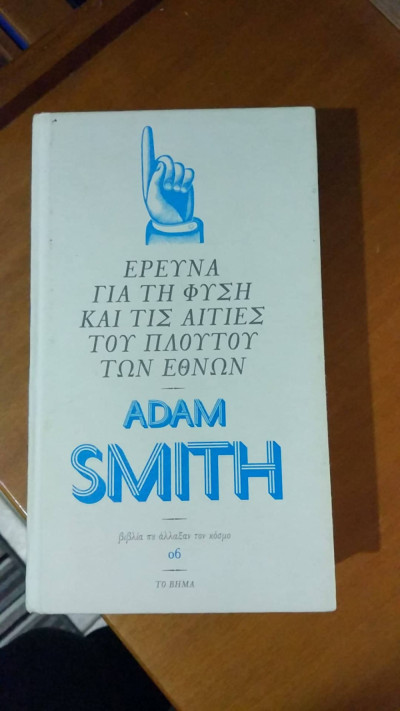 ΕΡΕΥΝΑ
ΓΙΑ ΤΗ ΦΥΣΗ
ΚΑΙ ΤΙΣ ΑΙΤΙΕΣ
ΤΟΥ ΠΛΟΥΤΟΥ
ΤΩΝ ΕΘΝΩΝ
ADAM
SMITH
βιβλία που άλλαξαν τον κόσμο
06
ΤΟ ΒΗΜΑ